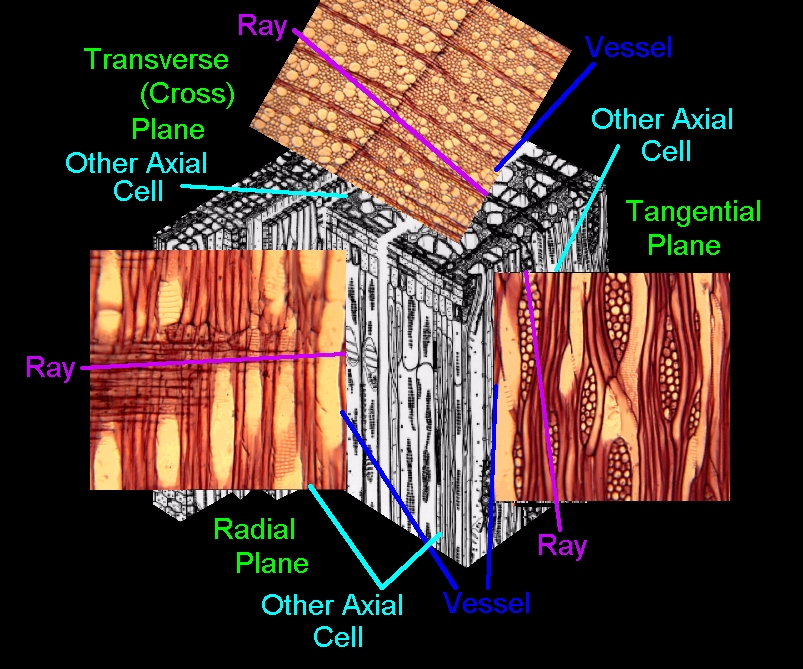 Ray
Vessel
Transverse
(Cross)
Plane
Other Axial
Cell
Other Axial
Cell
Tangential
Plane
Ray
Radial
Plane
Ray
Other Axial
Cell
Vessel